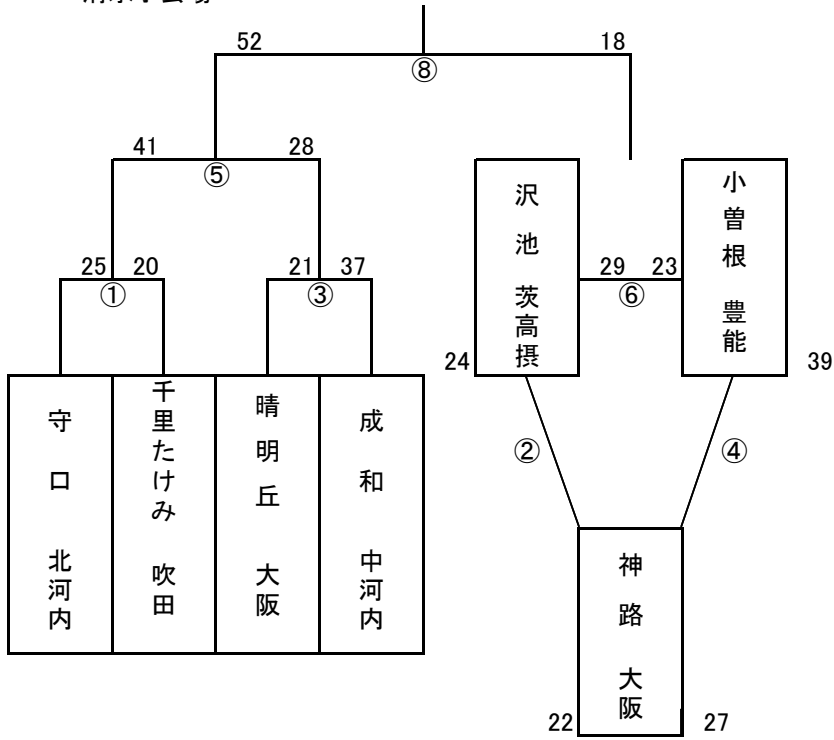 52 18
⑧
41 28
⑤
25 20
①
21 37
③
29 23
⑥
沢池 茨高摂
小曽根 豊能
24
39
②
④
守口 北河内
千里たけみ 吹田
晴明丘 大阪
成和 中河内
神路 大阪
22
27